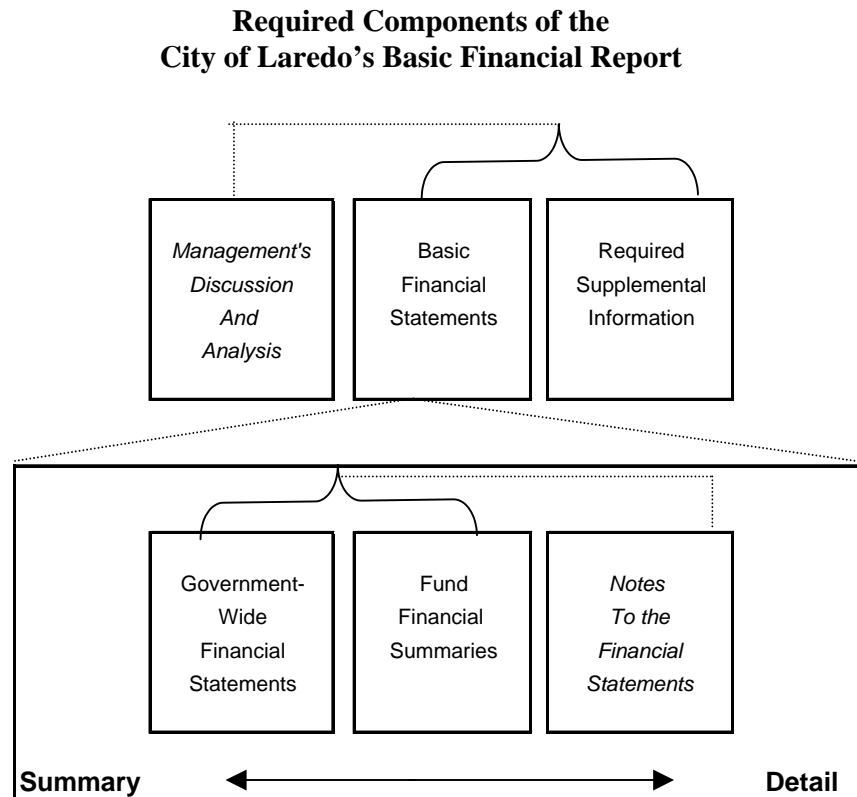 Required Components of the
City of Laredo’s Basic Financial Report
Management's
Discussion
And
Analysis
Basic
Financial
Statements
Required
Supplemental
Information
Government-
Wide
Financial
Statements
Fund
Financial
Summaries
Notes
To the
Financial
Statements
Summary
Detail